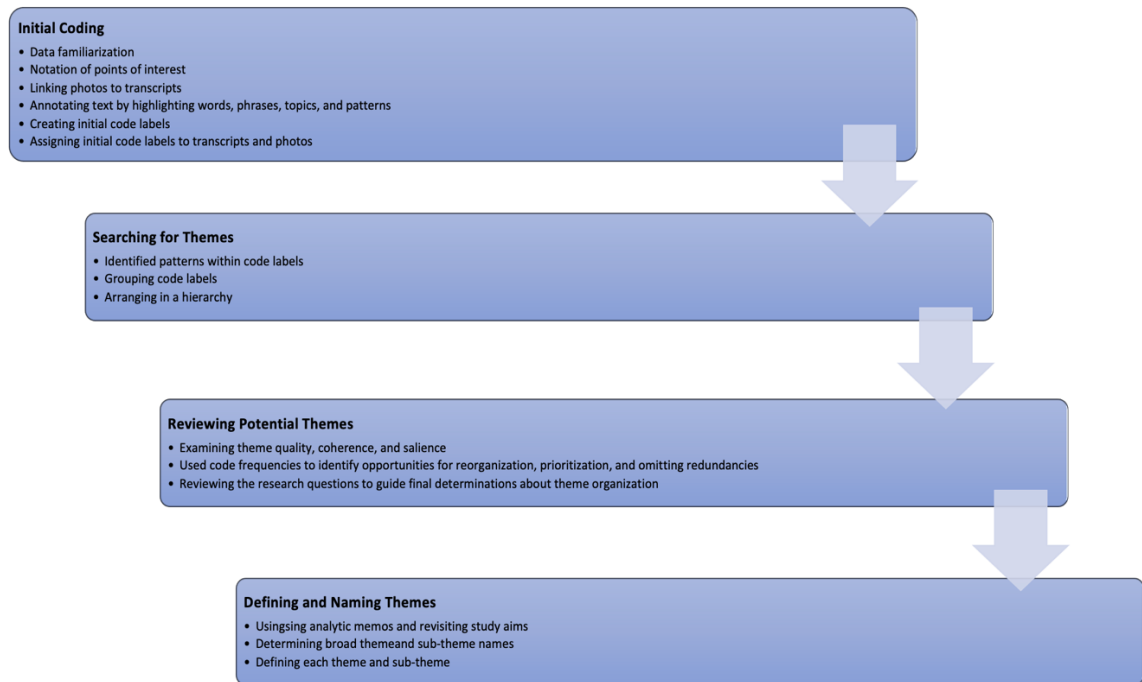 Initial Coding
• Data familiarization
• Notation of points of interest
• Linking photos to transcripts
• Annotating text by highlighting words, phrases, topics, and patterns
• Creating initial code labels
• Assigning initial code labels to transcripts and photos
Searching for Themes
• Identified patterns within code labels
• Grouping code labels
• Arranging in a hierarchy
Reviewing Potential Themes
• Examining theme quality, coherence, and salience
• Used code frequencies to identify opportunities for reorganization, prioritization, and omitting redundancies
• Reviewing the research questions to guide final determinations about theme organization
Defining and Naming Themes
• Usingsing analytic memos and revisiting study aims
• Determining broad themeand sub-theme names
• Defining each theme and sub-theme